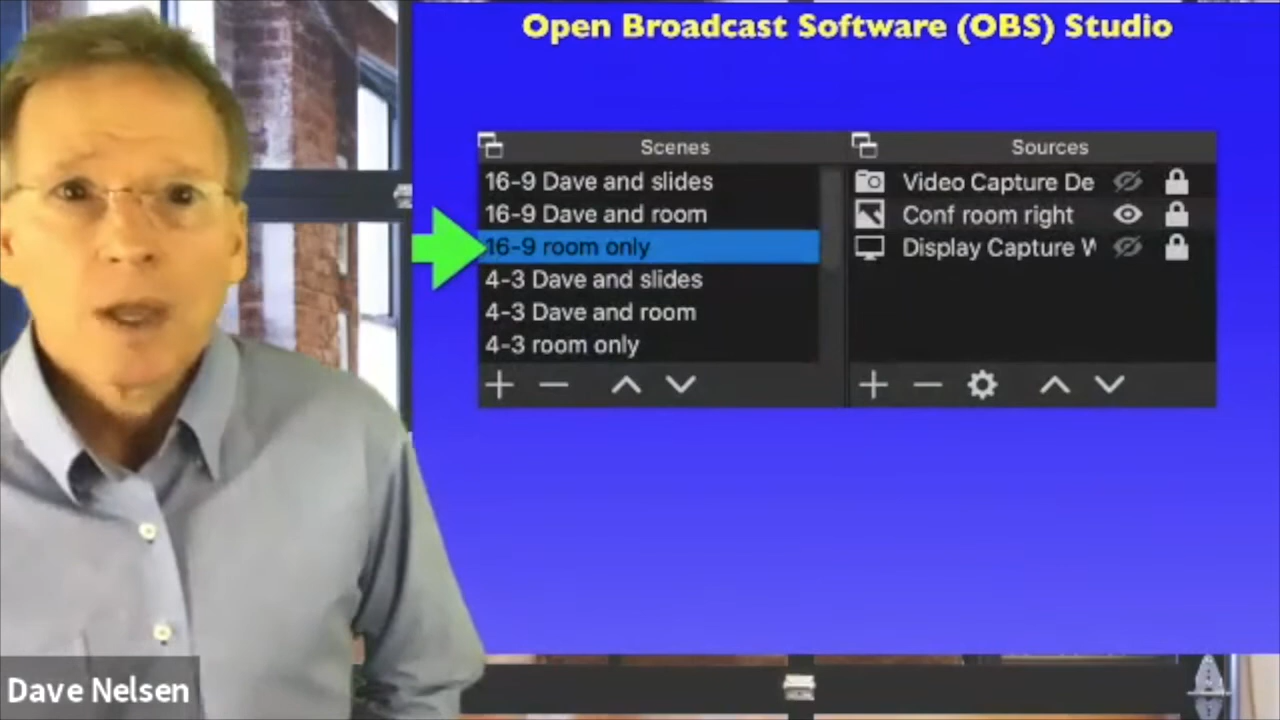 Open Broadcast Software (OBS) Studio
Scenes
16-9 Dave and slides
16-9 Dave and room
16-9 room only
4-3 Dave and slides
4-3 Dave and room
4-3 room only
Sources
Video Capture De
Conf room right
Display Capture W
Dave Nelsen